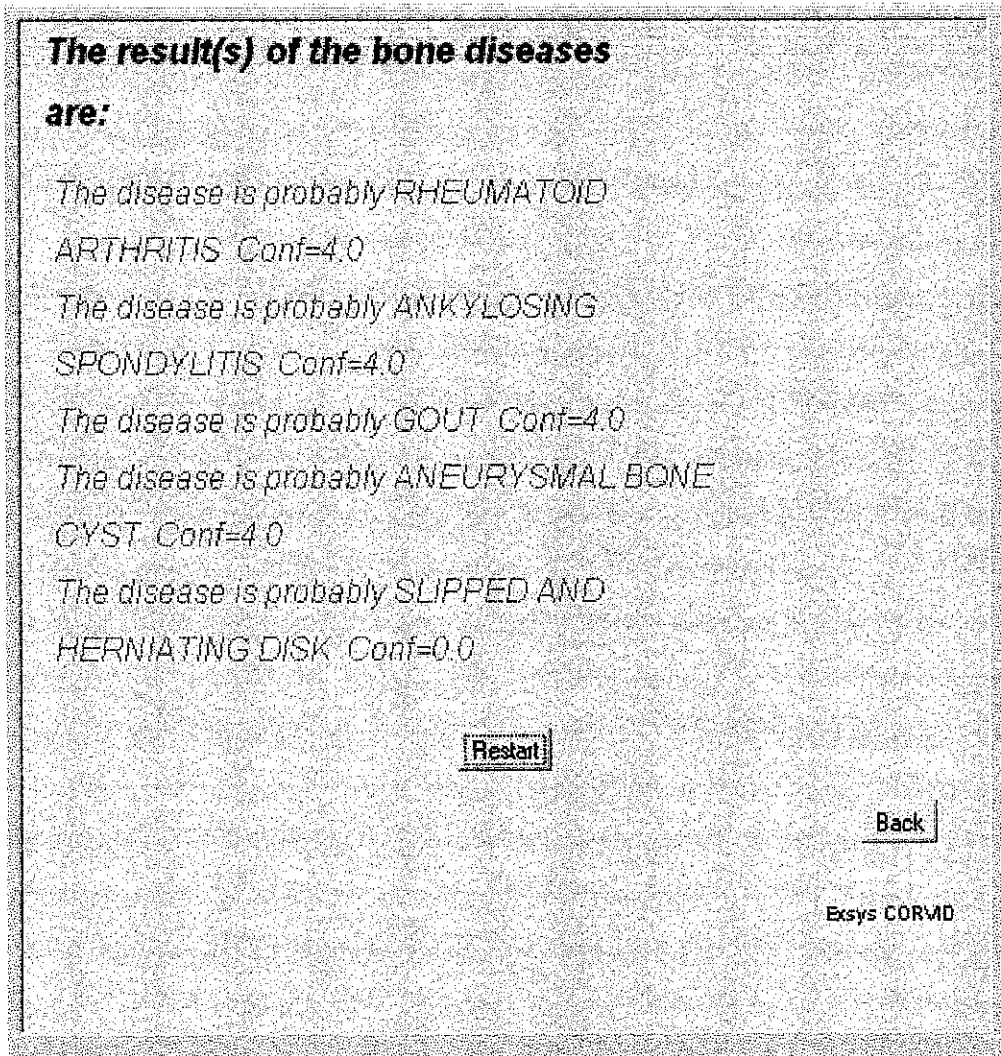 The result(s) of the bone diseases
are:
The disease is probably RHEUMATOID
ARTHRITIS Conf=4.0
The disease is probably ANKYLOSING
SPONDYLITIS Conf=4.0
The disease is probably GOUT Conf=4.0
The disease is probably ANEURYSMAL BONE
CYST Conf=4.0
The disease is probably SLIPPED AND
HERNIATING DISK Conf=0.0
Restart
Back
Exsys CORVID